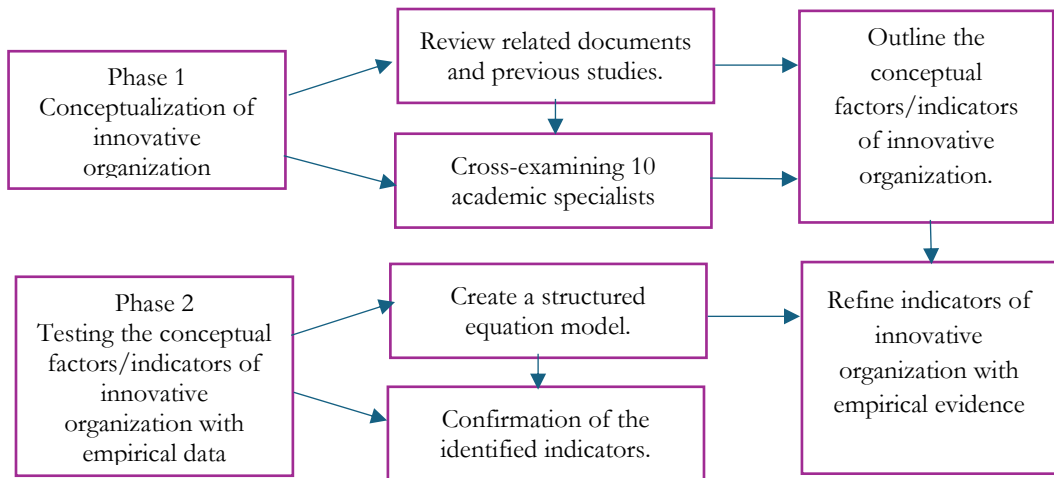 Phase 1
Conceptualization of
innovative
organization
Review related documents
and previous studies.
Cross-examining 10
academic specialists
Outline the
conceptual
factors/indicators
of innovative
organization.
Phase 2
Testing the conceptual
factors/indicators of
innovative
organization with
empirical data
Create a structured
equation model.
Confirmation of the
identified indicators.
Refine indicators of
innovative
organization with
empirical evidence